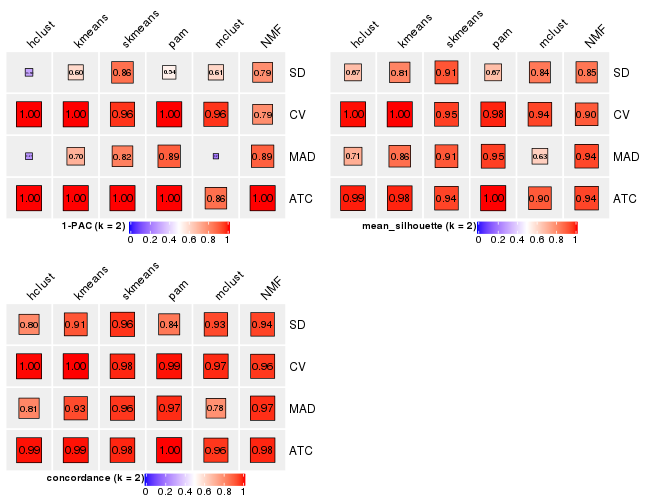 hclust kmeans skmeans pam mclust NMF
0.60 0.86 0.54 0.61 0.79 SD
1.00 1.00 0.96 1.00 0.96 0.79 CV
0.70 0.82 0.89 0.89 MAD
1.00 1.00 1.00 1.00 0.86 1.00 ATC
1-PAC (k = 2)
0 0.2 0.4 0.6 0.8 1
hclust kmeans skmeans pam mclust NMF
0.67 0.81 0.91 0.67 0.84 0.85 SD
1.00 1.00 0.95 0.98 0.94 0.90 CV
0.71 0.86 0.91 0.95 0.63 0.94 MAD
0.99 0.98 0.94 1.00 0.90 0.94 ATC
mean_silhouette (k = 2)
0 0.2 0.4 0.6 0.8 1
hclust kmeans skmeans pam mclust NMF
0.80 0.91 0.96 0.84 0.93 0.94 SD
1.00 1.00 0.98 0.99 0.97 0.96 CV
0.81 0.93 0.96 0.97 0.78 0.97 MAD
0.99 0.99 0.98 1.00 0.96 0.98 ATC
concordance (k = 2)
0 0.2 0.4 0.6 0.8 1